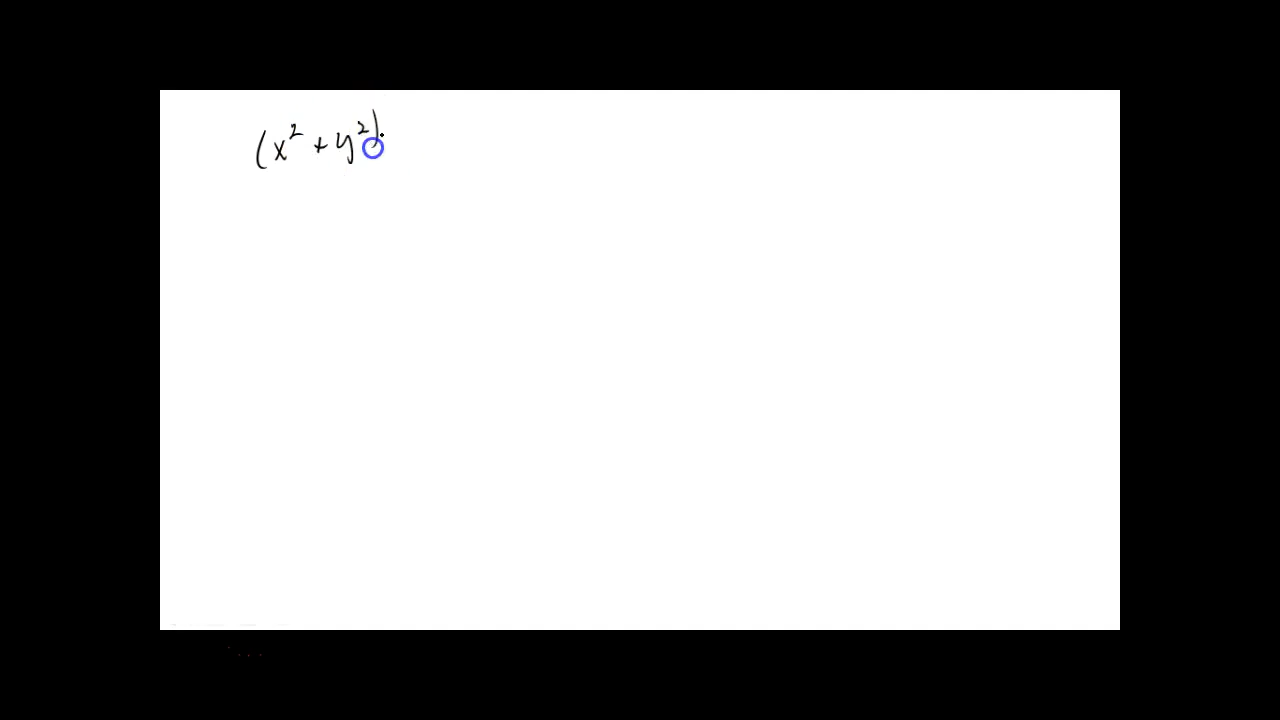 (x² + y²)